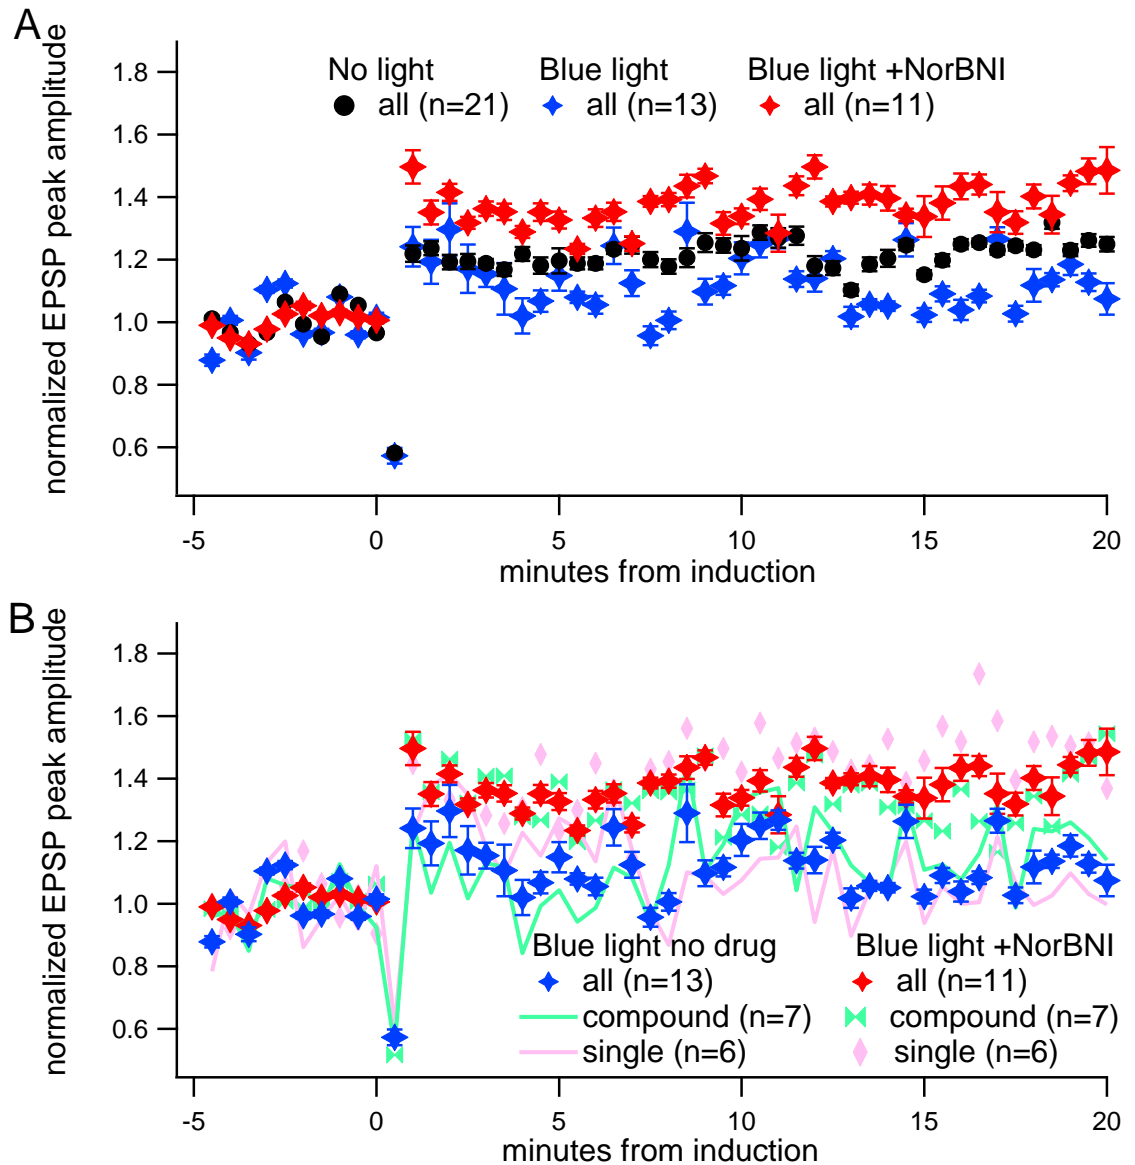 A
normalized EPSP peak amplitude
No light
Blue light
Blue light +NorBNI
all (n=21)
all (n=13)
all (n=11)
1.8
1.6
1.4
1.2
1.0
0.8
0.6
-5
0
5
10
15
20
minutes from induction
B
normalized EPSP peak amplitude
1.8
1.6
1.4
1.2
1.0
0.8
0.6
Blue light no drug
Blue light +NorBNI
all (n=13)
all (n=11)
compound (n=7)
compound (n=7)
single (n=6)
single (n=6)
-5
0
5
10
15
20
minutes from induction